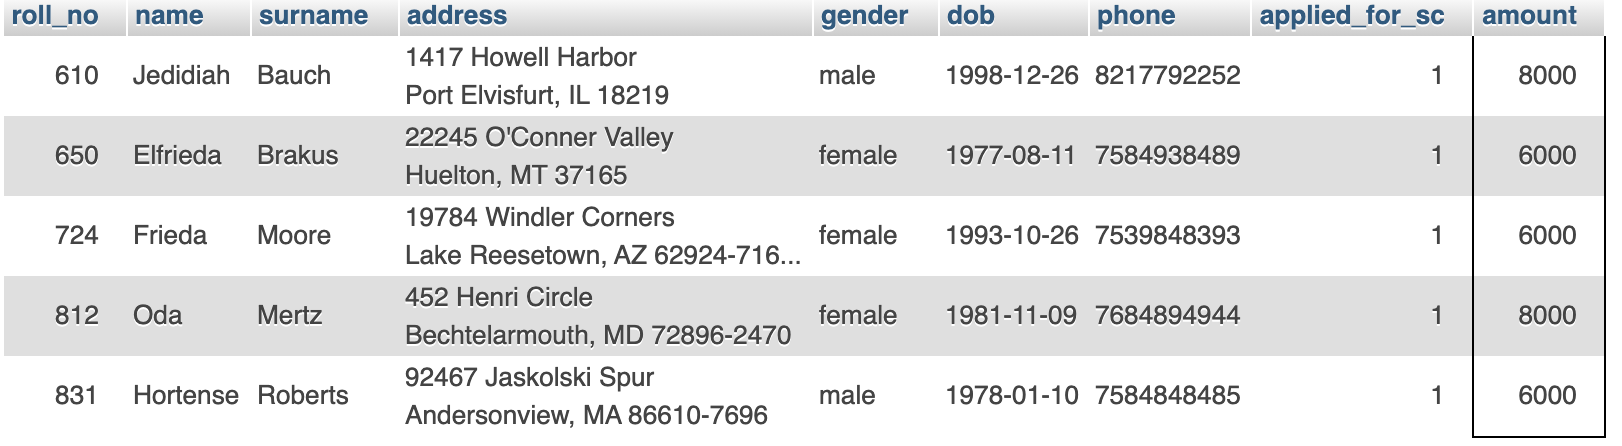 roll_no name surname address gender dob phone applied_for_sc amount
610 Jedidiah Bauch 1417 Howell Harbor male 1998-12-26 8217792252 1 8000
Port Elvisfurt, IL 18219
650 Elfrieda Brakus 22245 O'Conner Valley female 1977-08-11 7584938489 1 6000
Huelton, MT 37165
724 Frieda Moore 19784 Windler Corners female 1993-10-26 7539848393 1 6000
Lake Reesetown, AZ 62924-716...
812 Oda Mertz 452 Henri Circle female 1981-11-09 7684894944 1 8000
Bechtelarmouth, MD 72896-2470
831 Hortense Roberts 92467 Jaskolski Spur male 1978-01-10 7584848485 1 6000
Andersonview, MA 86610-7696